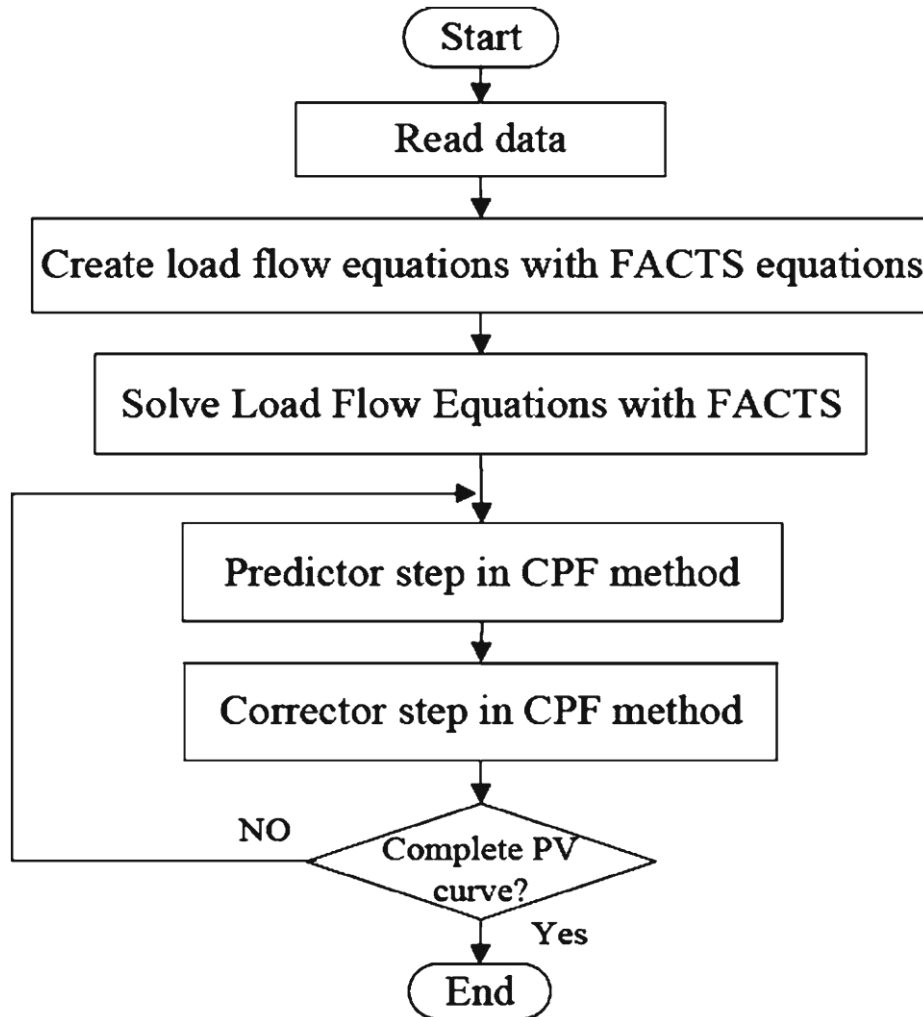 Start
Read data
Create load flow equations with FACTS equations
Solve Load Flow Equations with FACTS
Predictor step in CPF method
Corrector step in CPF method
NO
Complete PV
curve?
Yes
End